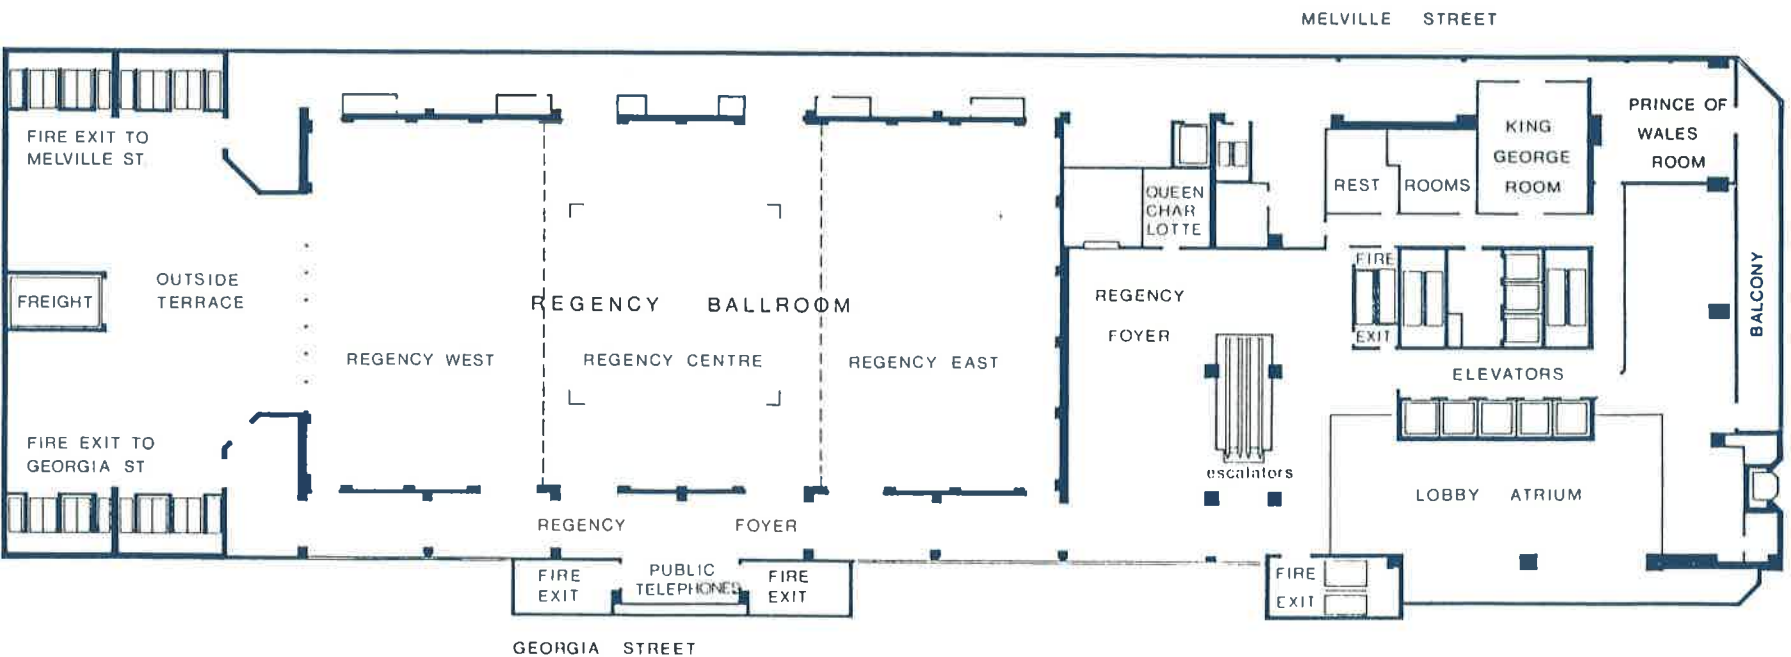 MELVILLE STREET
FIRE EXIT TO
MELVILLE ST.
PRINCE OF
WALES
ROOM
KING
GEORGE
ROOM
REST ROOMS
QUEEN
CHAR
LOTTE
OUTSIDE
TERRACE
FREIGHT
REGENCY BALLROOM
REGENCY WEST
REGENCY CENTRE
REGENCY EAST
REGENCY
FOYER
FIRE
EXIT
BALCONY
ELEVATORS
escalators
LOBBY ATRIUM
FIRE EXIT TO
GEORGIA ST
REGENCY FOYER
FIRE
EXIT
PUBLIC
TELEPHONES
FIRE
EXIT
FIRE
EXIT
GEORGIA STREET